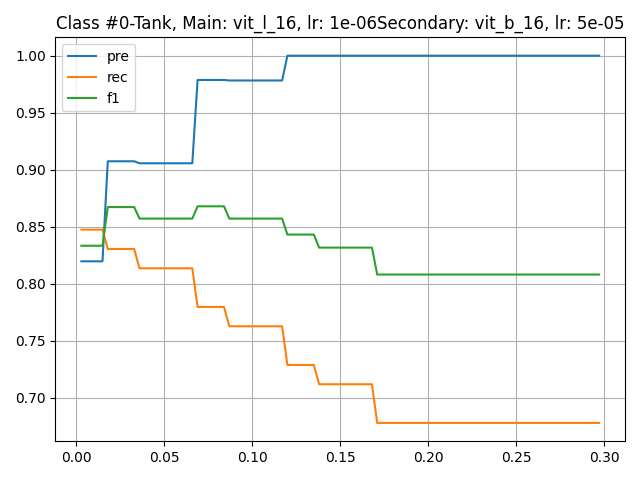 Class #0-Tank, Main: vit_l_16, lr: 1e-06Secondary: vit_b_16, lr: 5e-05
pre
rec
f1
1.00
0.95
0.90
0.85
0.80
0.75
0.70
0.00 0.05 0.10 0.15 0.20 0.25 0.30